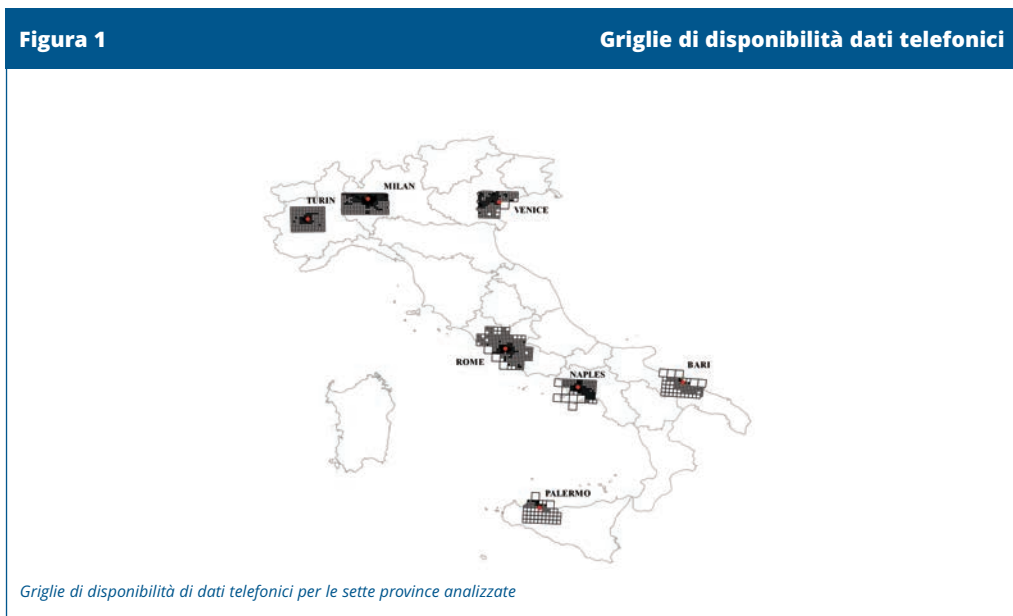 Figura 1
Griglie di disponibilità dati telefonici
MILAN
TURIN
VENICE
ROME
NAPLES
BARI
PALERMO
Griglie di disponibilità di dati telefonici per le sette province analizzate